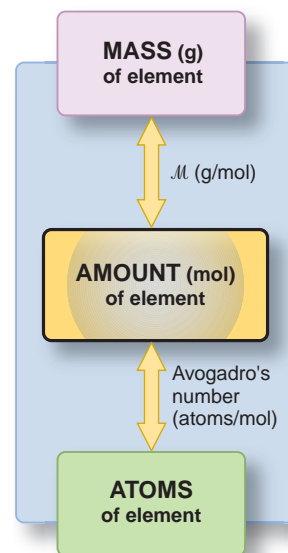 MASS (g)
of element
ℳ (g/mol)
AMOUNT (mol)
of element
Avogadro's
number
(atoms/mol)
ATOMS
of element